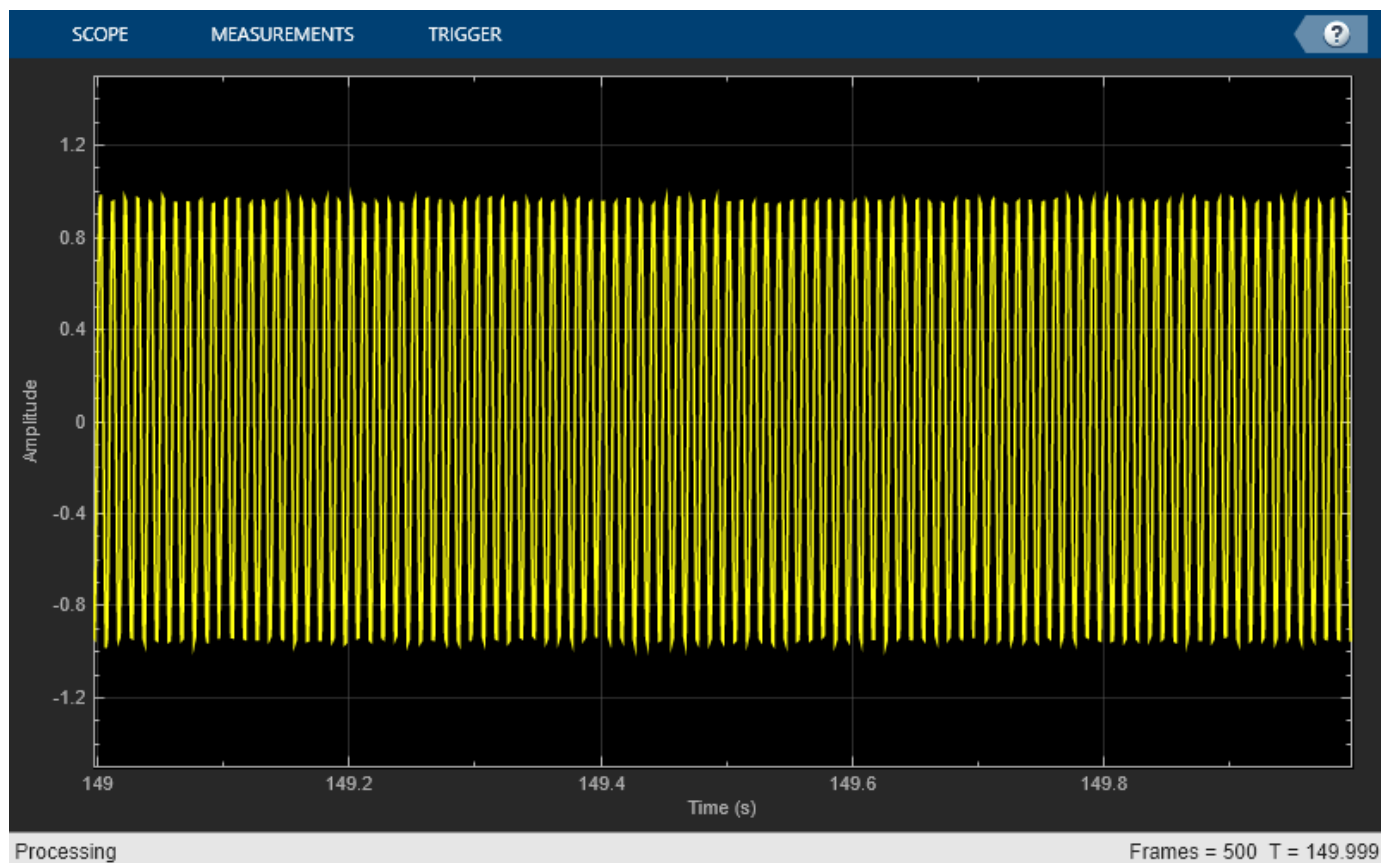 SCOPE MEASUREMENTS TRIGGER ?
1.2
0.8
0.4
0
-0.4
-0.8
-1.2
Amplitude
149 149.2 149.4 149.6 149.8
Time (s)
Processing Frames = 500 T = 149.999